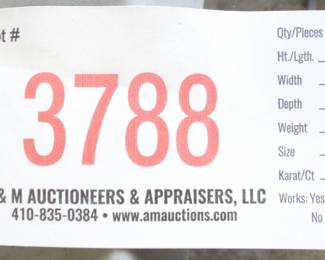 ot #
3788
& M AUCTIONEERS & APPRAISERS, LLC
410-835-0384 • www.amauctions.com
Qty/Pieces
Ht./Lgth.
Width
Depth
Weight
Size
Karat/Ct
Works: Yes
No